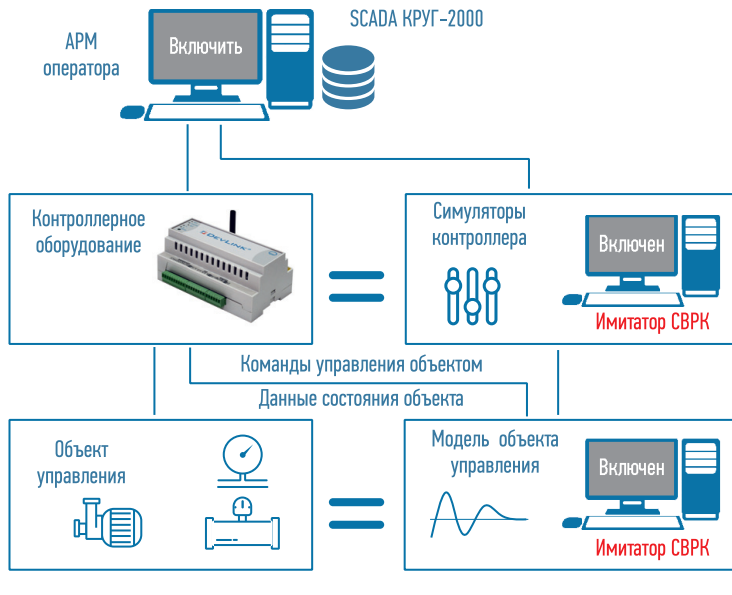 SCADA КРУГ-2000
АРМ
оператора
Включить
Контроллерное
оборудование
DEVLINK
Симуляторы
контроллера
Включен
Имитатор СВРК
Команды управления объектом
Данные состояния объекта
Объект
управления
Модель объекта
управления
Включен
Имитатор СВРК